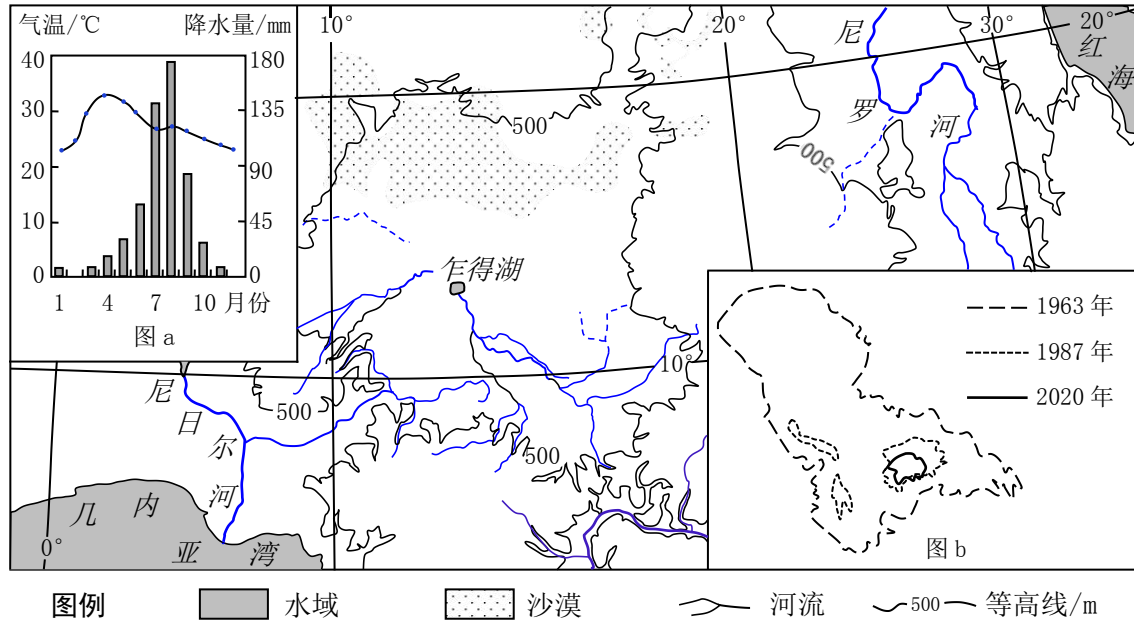 气温/℃ 降水量/mm
40 180
30 135
20 90
10 45
0 0
1 4 7 10 月份
图 a
10° 20° 30° 20°
红
海
尼
罗
河
500
500
乍得湖
10°
尼
日
尔
河
500
500
几 内
亚 湾
0°
1963 年
1987 年
2020 年
图 b
图例 水域 沙漠 河流 500 等高线/m